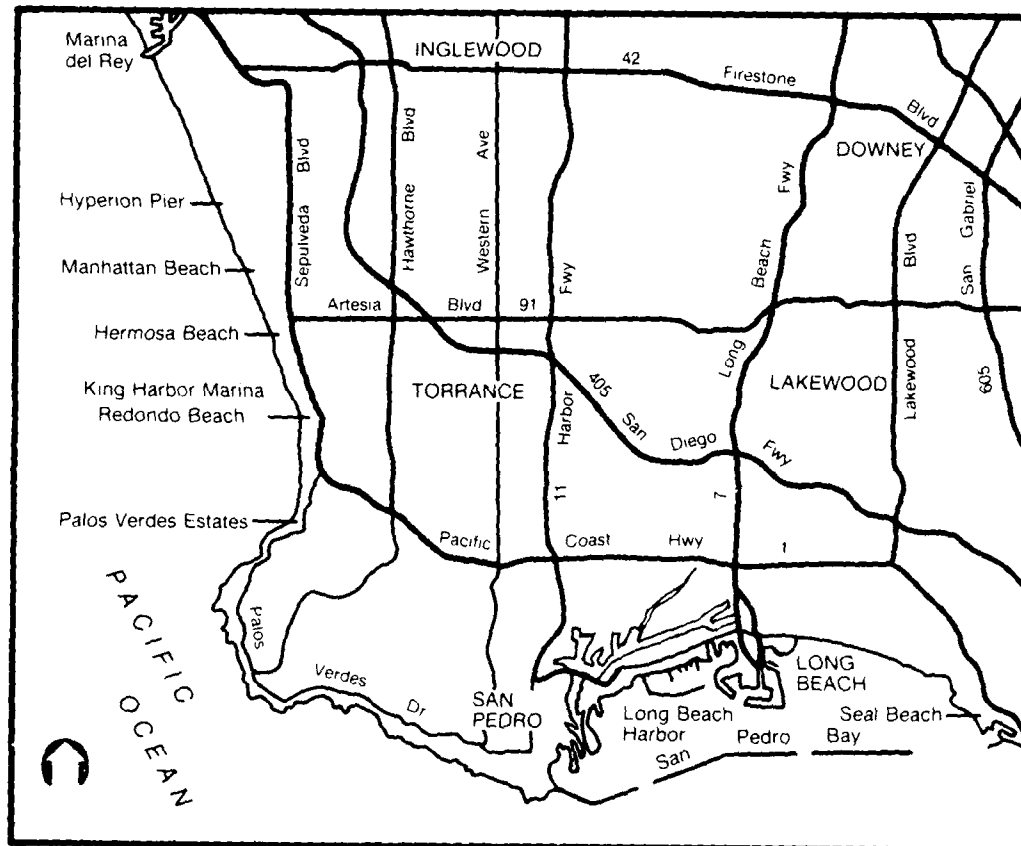 Marina
del Rey
INGLEWOOD
42
Firestone
Blvd
DOWNEY
Hyperion Pier
Manhattan Beach
Hermosa Beach
King Harbor Marina
Redondo Beach
Palos Verdes Estates
Sepulveda Blvd
Hawthorne Blvd
Western Ave
Harbor Fwy
11
Long Beach Fwy
7
Lakewood Blvd
San Gabriel
605
Artesia Blvd 91
TORRANCE
LAKEWOOD
405 San Diego Fwy
Pacific Coast Hwy 1
PACIFIC
OCEAN
Palos Verdes Dr
SAN
PEDRO
LONG
BEACH
Long Beach
Harbor
Seal Beach
San Pedro Bay